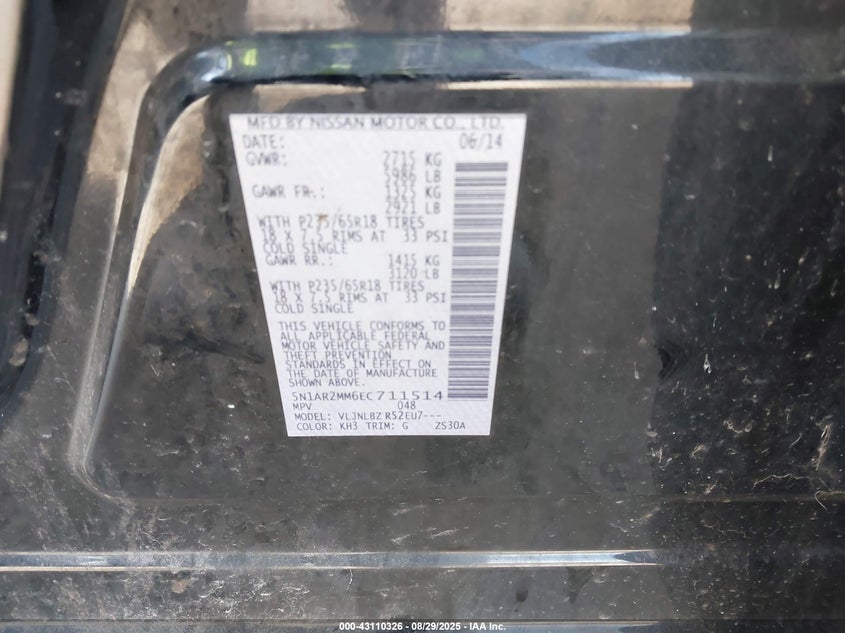 MFD BY NISSAN MOTOR CO., LTD.
DATE: 06/14
GVWR: 2715 KG
5986 LB
GAWR FR.: 1325 KG
2921 LB
WITH P235/65R18 TIRES
18 X 7.5 RIMS AT 33 PSI
COLD SINGLE
GAWR RR.: 1415 KG
3120 LB
WITH P235/65R18 TIRES
18 X 7.5 RIMS AT 33 PSI
COLD SINGLE
THIS VEHICLE CONFORMS TO
ALL APPLICABLE FEDERAL
MOTOR VEHICLE SAFETY AND
THEFT PREVENTION
STANDARDS IN EFFECT ON
THE DATE OF MANUFACTURE
SHOWN ABOVE.
5N1AR2MM6EC711514
MPV 048
MODEL: VLJNLBZ R52EU7---
COLOR: KH3 TRIM: G ZS30A
000-43110326 - 08/29/2025 - IAA Inc.